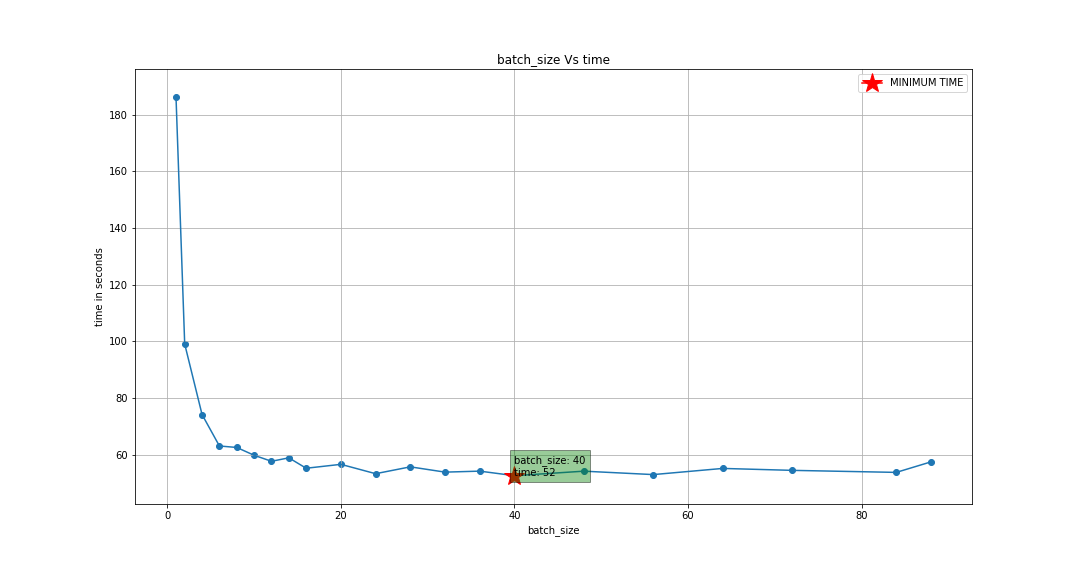 batch_size Vs time
MINIMUM TIME
180
160
140
120
100
80
60
time in seconds
batch_size: 40
time: 52
0
20
40
60
80
batch_size